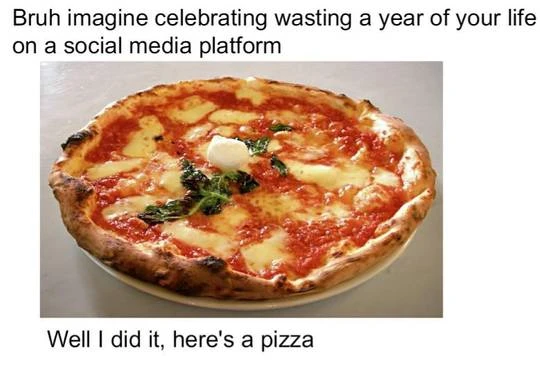 Bruh imagine celebrating wasting a year of your life
on a social media platform
Well I did it, here's a pizza